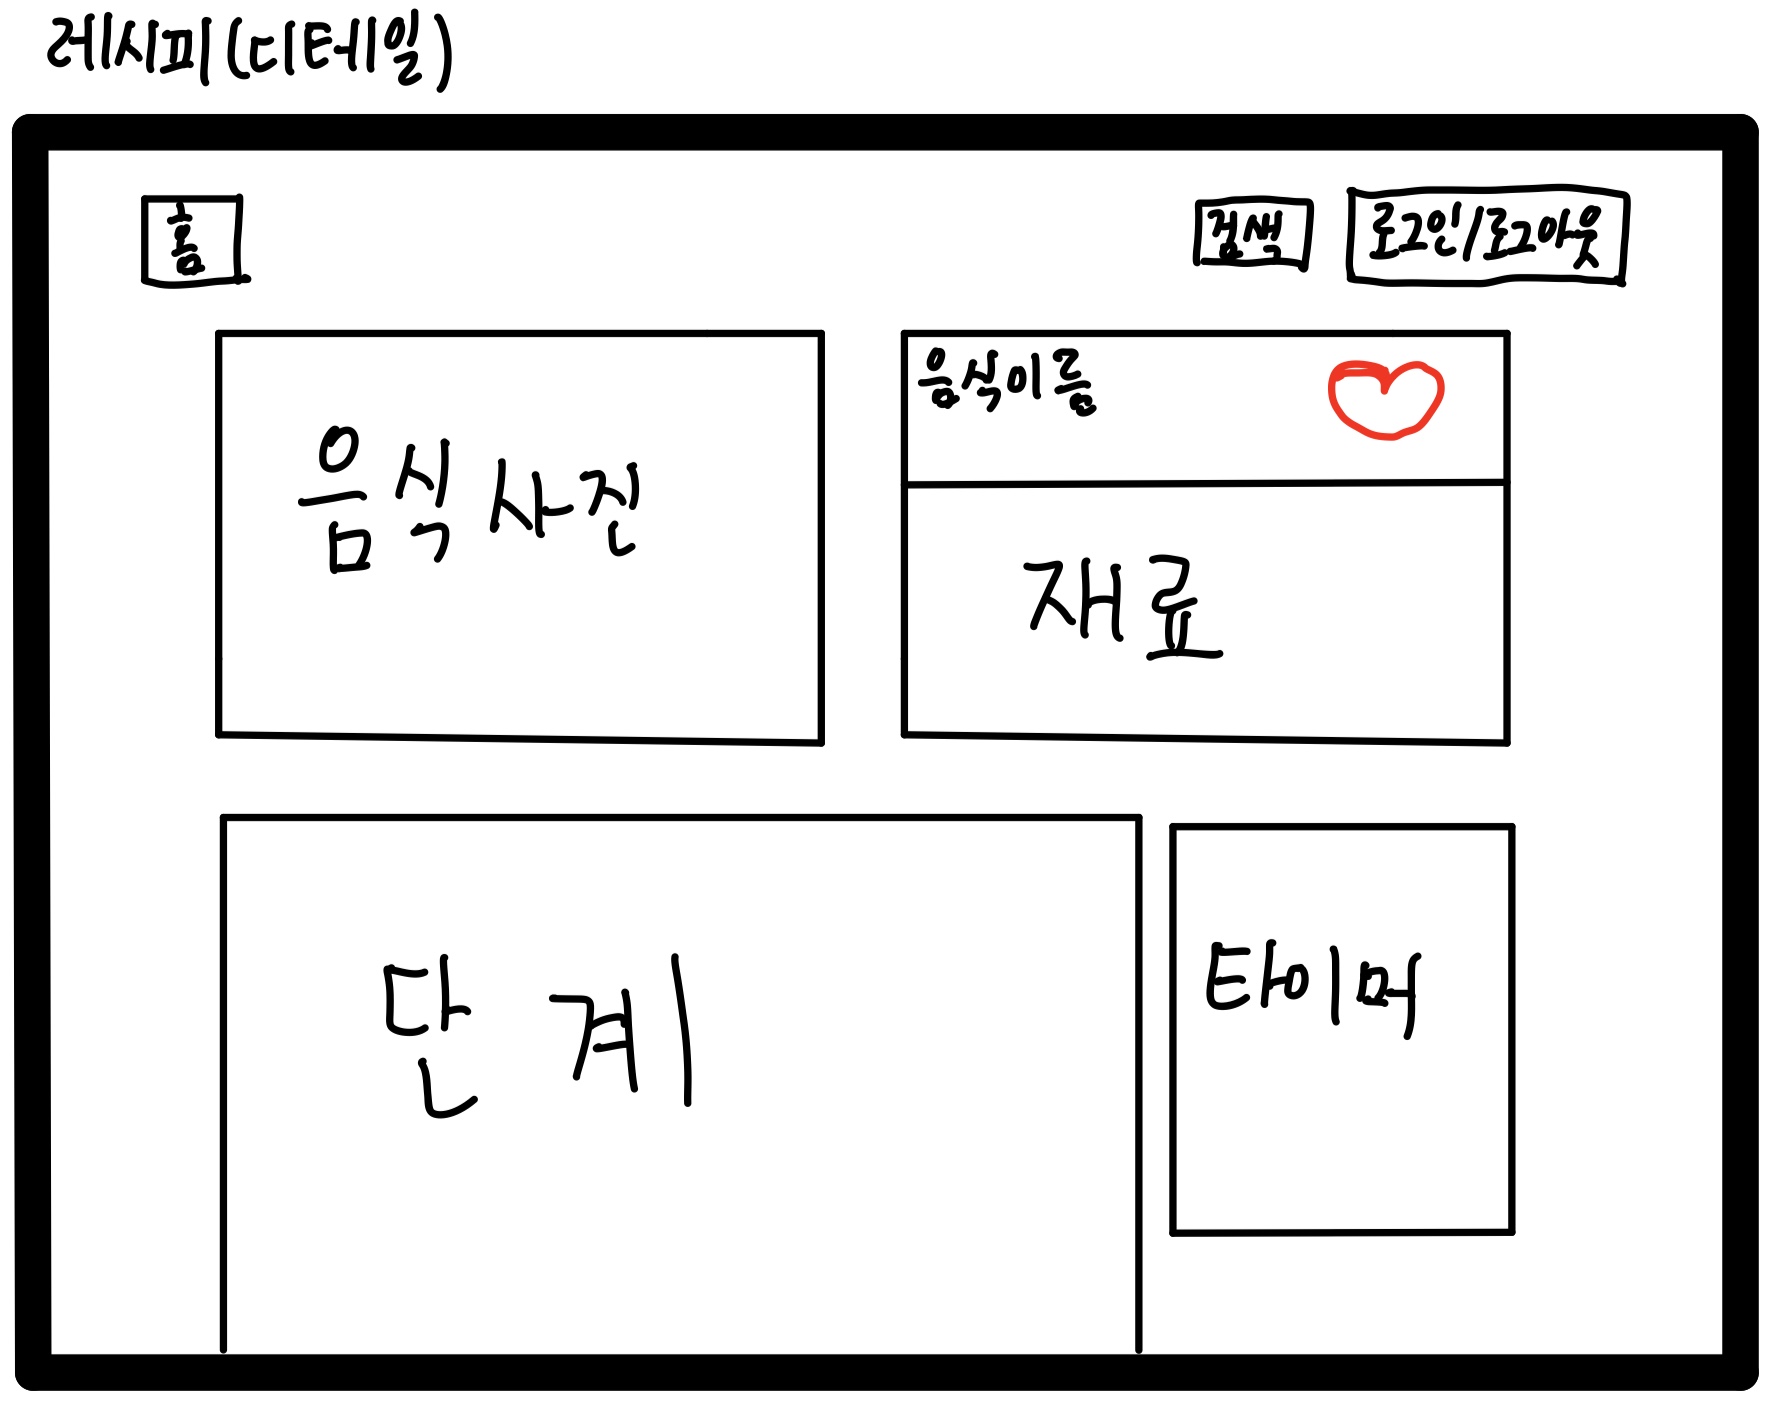 레시피(디테일)
홈
검색
로그인/로그아웃
음식사진
음식이름
재료
단계
타이머